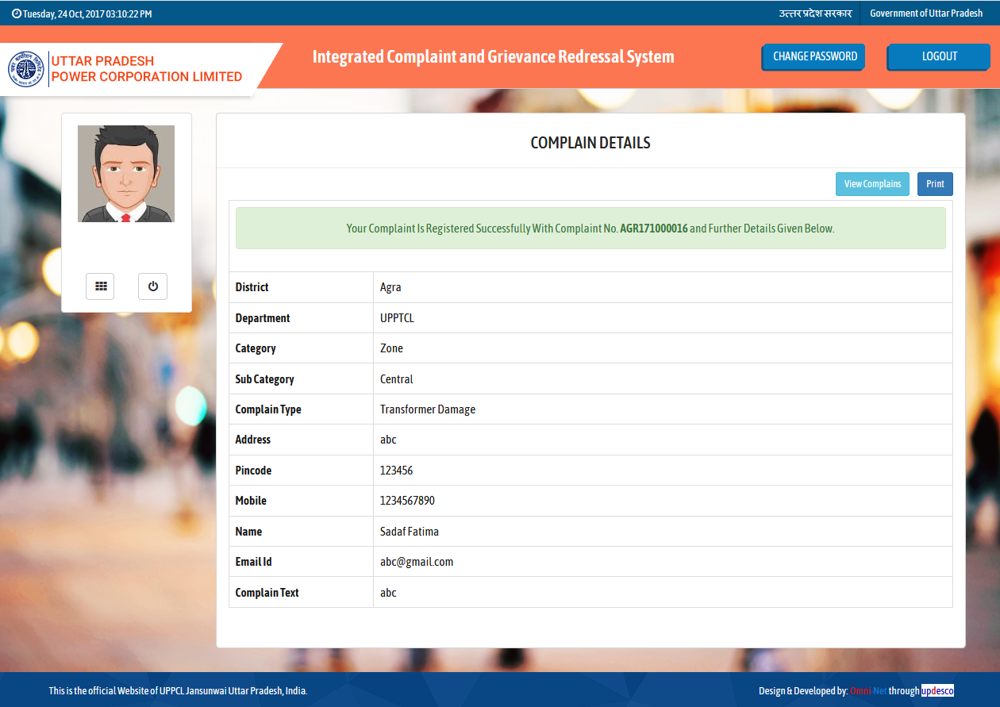 Tuesday, 24 Oct, 2017 03:10:22 PM
उत्तर प्रदेश सरकार
Government of Uttar Pradesh
UTTAR PRADESH
POWER CORPORATION LIMITED
Integrated Complaint and Grievance Redressal System
CHANGE PASSWORD
LOGOUT
COMPLAIN DETAILS
View Complains
Print
Your Complaint Is Registered Successfully With Complaint No. AGR171000016 and Further Details Given Below.
District Agra
Department UPPTCL
Category Zone
Sub Category Central
Complain Type Transformer Damage
Address abc
Pincode 123456
Mobile 1234567890
Name Sadaf Fatima
Email Id abc@gmail.com
Complain Text abc
This is the official Website of UPPCL Jansunwai Uttar Pradesh, India.
Design & Developed by: Omni-Net through updesco